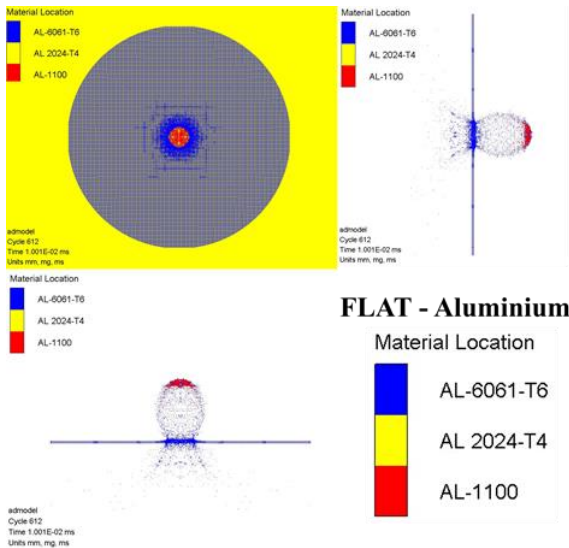 Material Location
AL-6061-T6
AL 2024-T4
AL-1100
admodel
Cycle 612
Time 1.001E-02 ms
Units mm, mg, ms
Material Location
AL-6061-T6
AL 2024-T4
AL-1100
admodel
Cycle 612
Time 1.001E-02 ms
Units mm, mg, ms
Material Location
AL-6061-T6
AL 2024-T4
AL-1100
admodel
Cycle 612
Time 1.001E-02 ms
Units mm, mg, ms
FLAT - Aluminium
Material Location
AL-6061-T6
AL 2024-T4
AL-1100